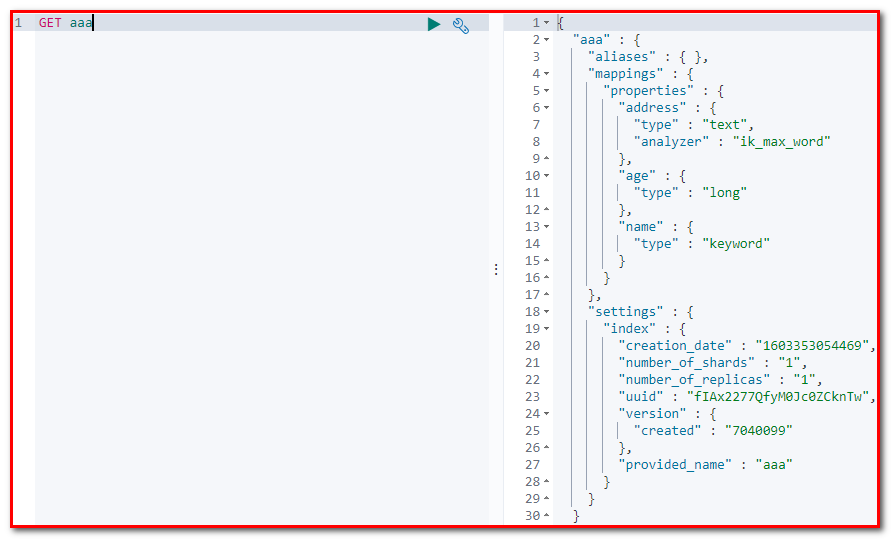 1 GET aaa
1 {
2 "aaa" : {
3 "aliases" : { },
4 "mappings" : {
5 "properties" : {
6 "address" : {
7 "type" : "text",
8 "analyzer" : "ik_max_word"
9 },
10 "age" : {
11 "type" : "long"
12 },
13 "name" : {
14 "type" : "keyword"
15 }
16 }
17 },
18 "settings" : {
19 "index" : {
20 "creation_date" : "1603353054469",
21 "number_of_shards" : "1",
22 "number_of_replicas" : "1",
23 "uuid" : "fIAx2277QfyM0Jc0ZCknTw",
24 "version" : {
25 "created" : "7040099"
26 },
27 "provided_name" : "aaa"
28 }
29 }
30 }